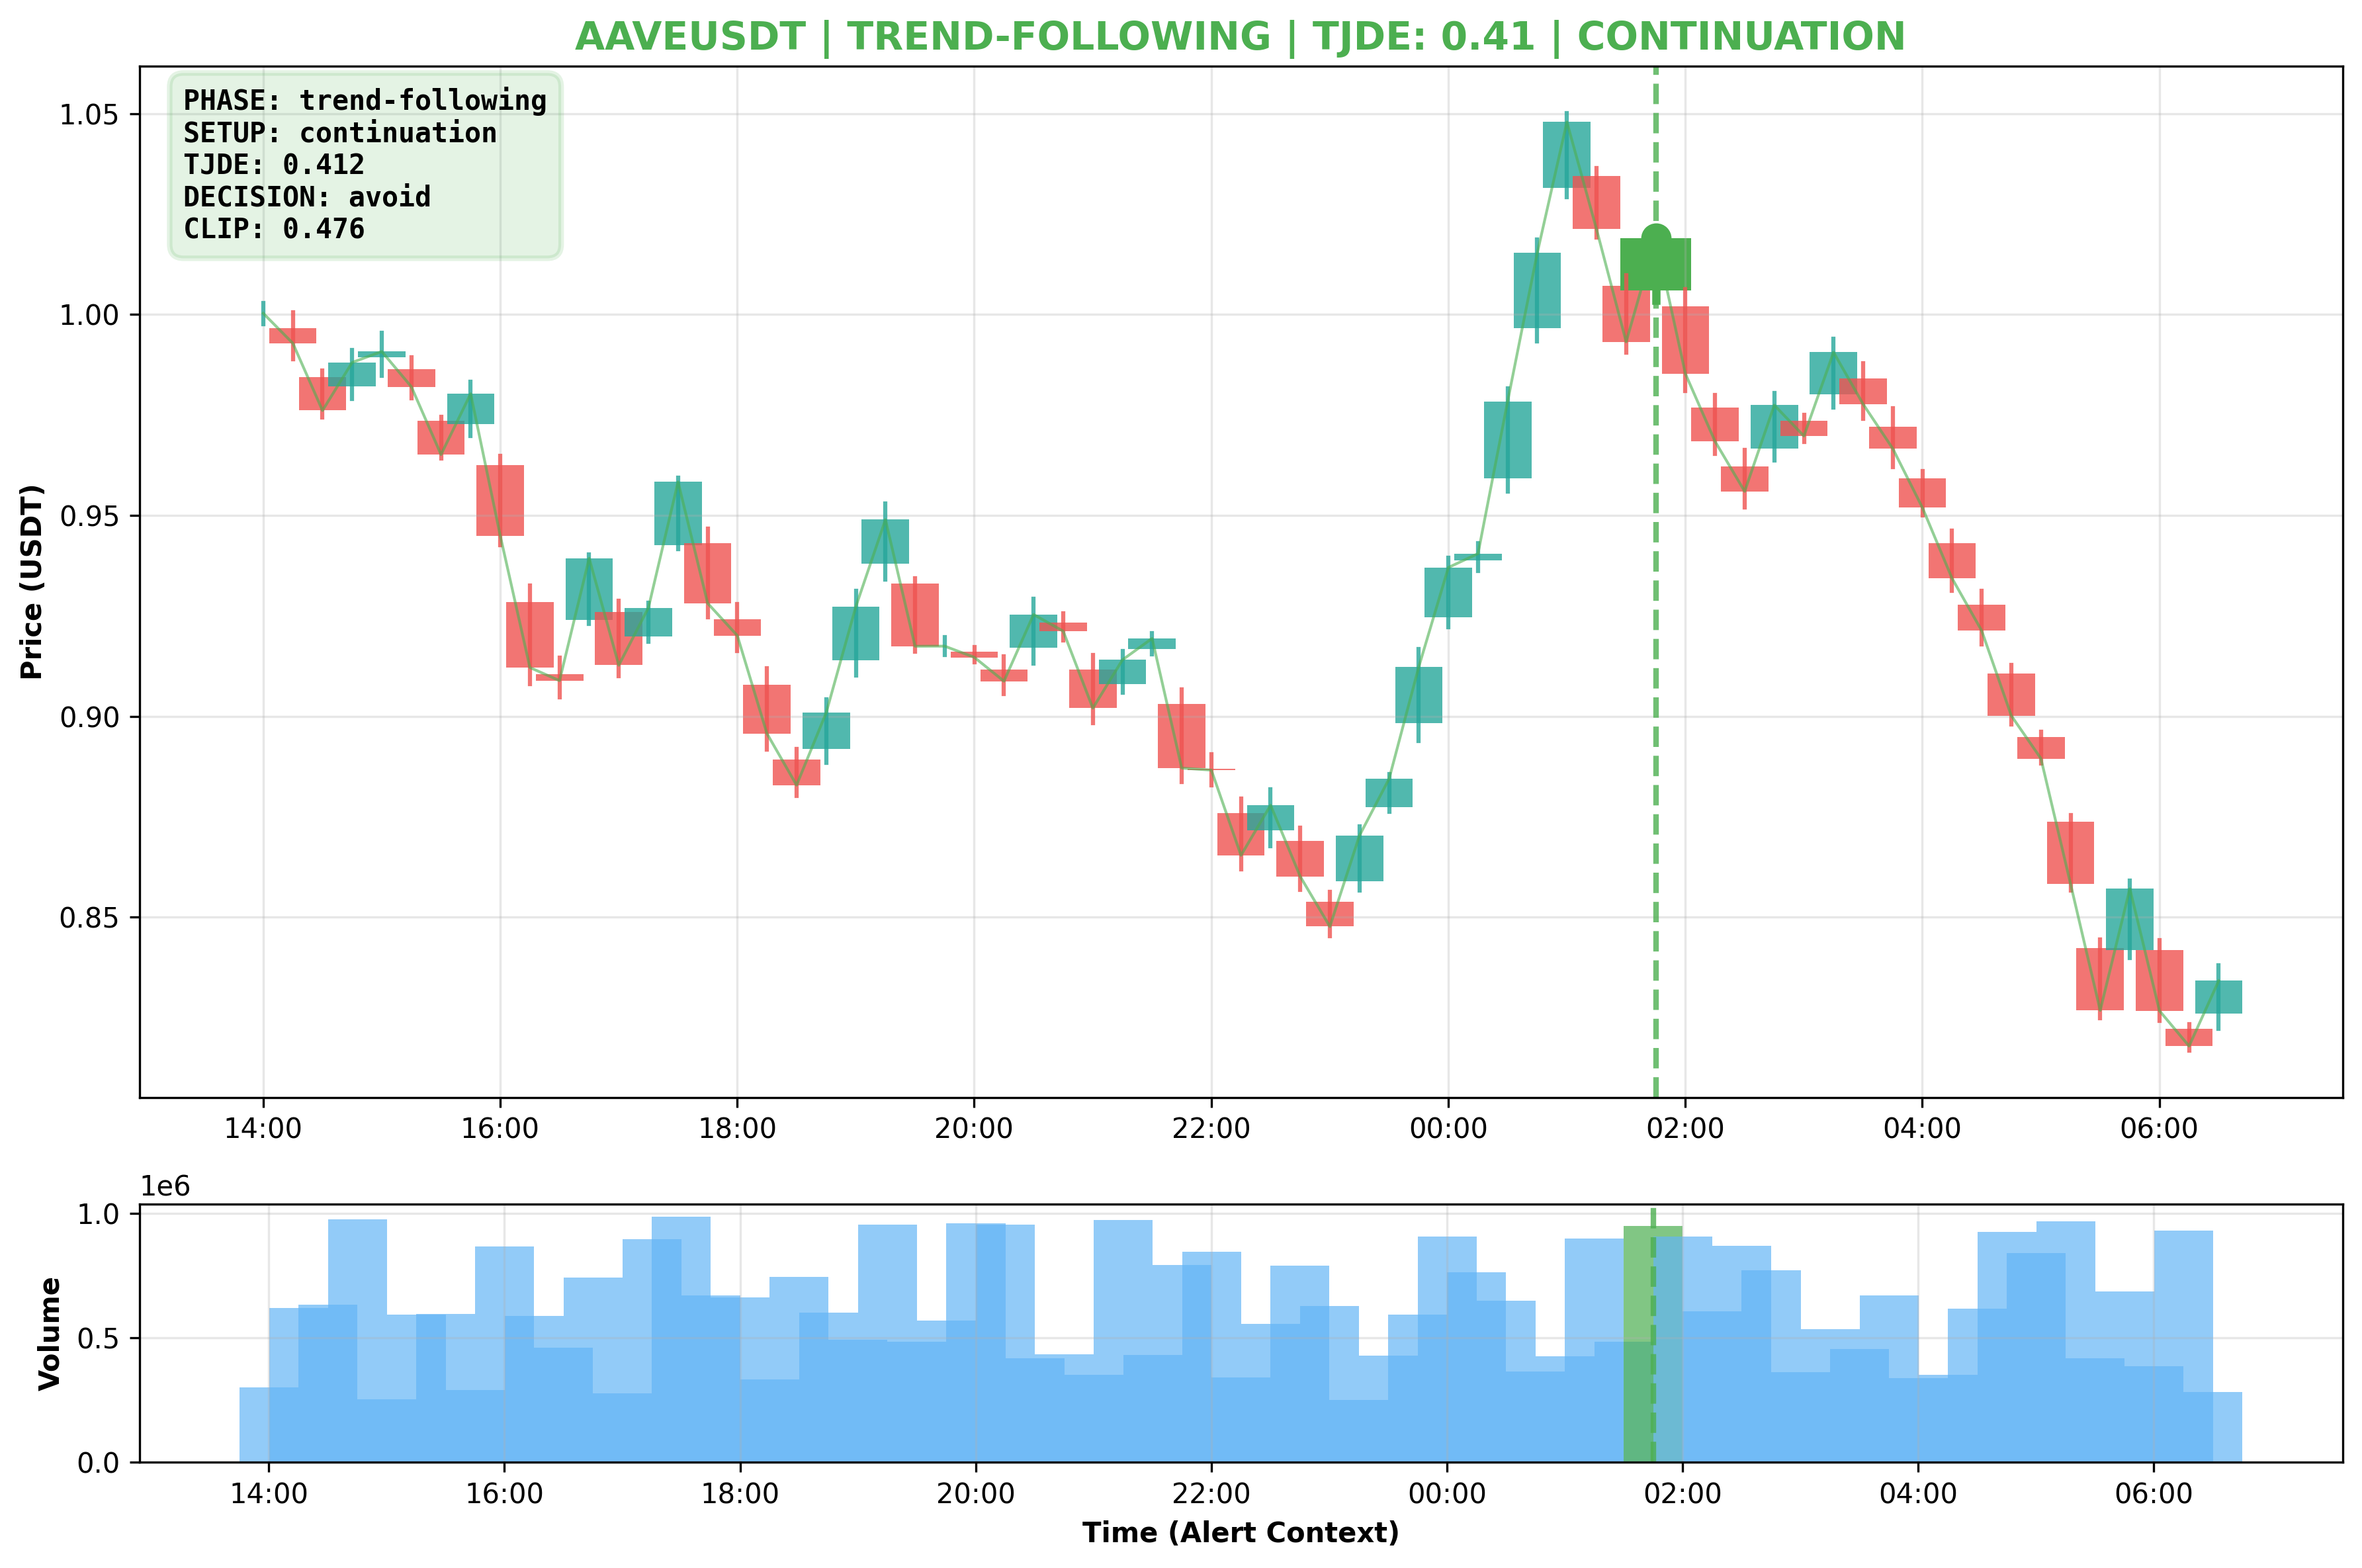 AAVEUSDT | TREND-FOLLOWING | TJDE: 0.41 | CONTINUATION
PHASE: trend-following
SETUP: continuation
TJDE: 0.412
DECISION: avoid
CLIP: 0.476
Price (USDT)
1.05
1.00
0.95
0.90
0.85
14:00 16:00 18:00 20:00 22:00 00:00 02:00 04:00 06:00
1e6
Volume
1.0
0.5
0.0
14:00 16:00 18:00 20:00 22:00 00:00 02:00 04:00 06:00
Time (Alert Context)